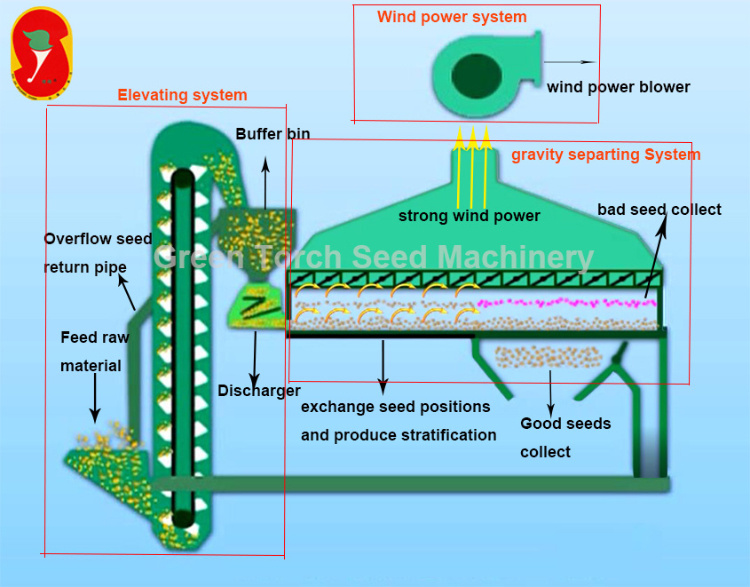 Wind power system
wind power blower
Elevating system
Buffer bin
gravity separting System
strong wind power
bad seed collect
Overflow seed
return pipe
Green Torch Seed Machinery
Feed raw
material
Discharger
exchange seed positions
and produce stratification
Good seeds
collect